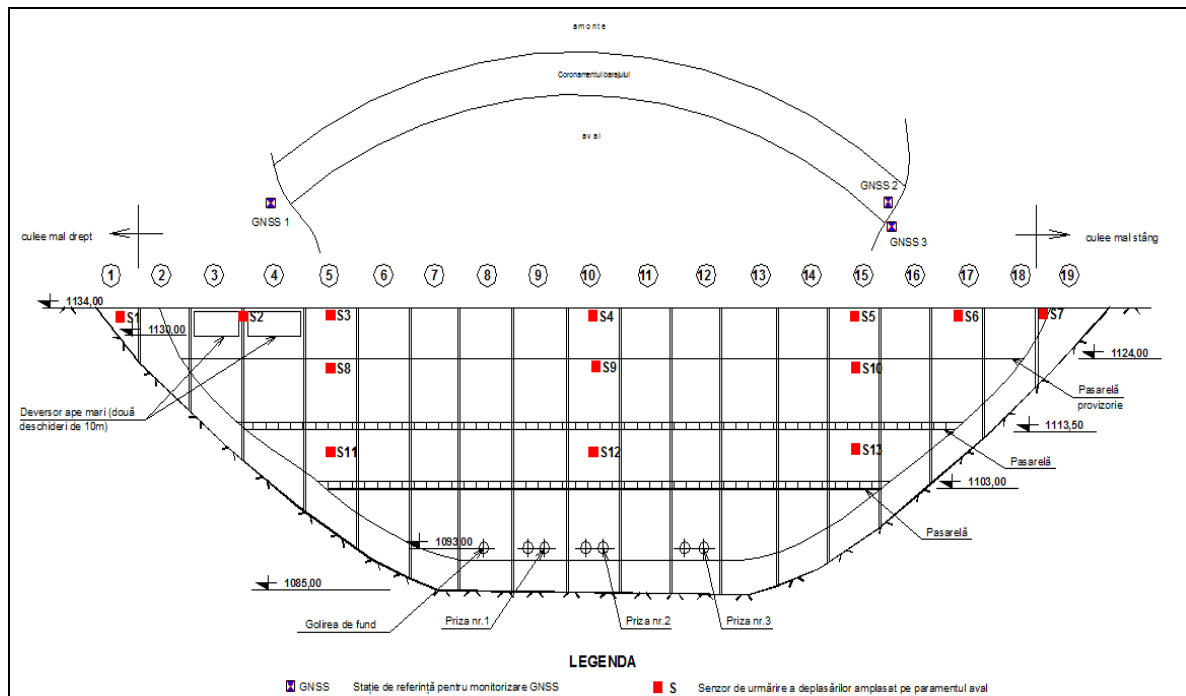 amonte
Coronamentul barajului
aval
GNSS 1
GNSS 2
GNSS 3
culee mal drept
culee mal stâng
1 2 3 4 5 6 7 8 9 10 11 12 13 14 15 16 17 18 19
1134,00
S1 S2 S3 S4 S5 S6 S7
1130,00
1124,00
S8 S9 S10
Pasarelă
provizorie
Deversor ape mari (două
deschideri de 10m)
1113,50
S11 S12 S13
Pasarelă
1103,00
Pasarelă
1093,00
1085,00
Golirea de fund
Priza nr.1
Priza nr.2
Priza nr.3
LEGENDA
GNSS Stație de referință pentru monitorizare GNSS
S Senzor de urmărire a deplasărilor amplasat pe paramentul aval